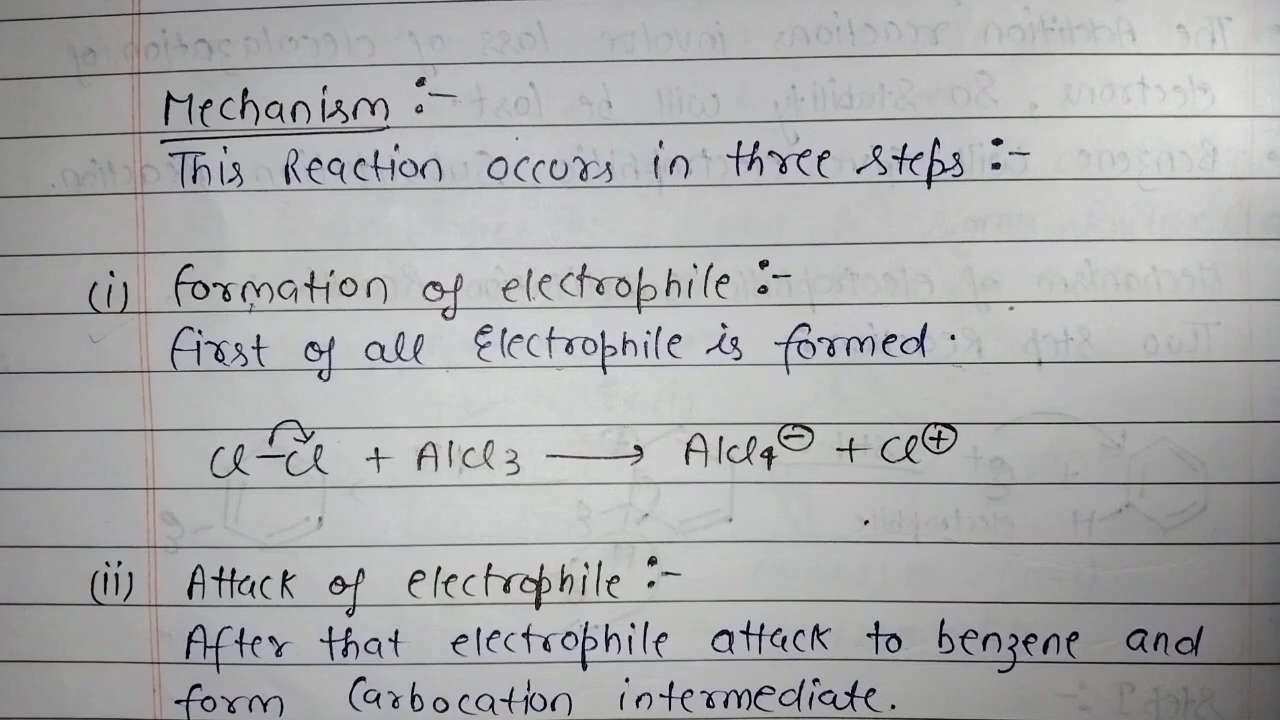 Mechanism :-
This Reaction occurs in three steps :-
(i) formation of electrophile :-
first of all Electrophile is formed.
Cl-Cl + AlCl3 → AlCl4⊖ + Cl⊕
(ii) Attack of electrophile :-
After that electrophile attack to benzene and
form Carbocation intermediate.